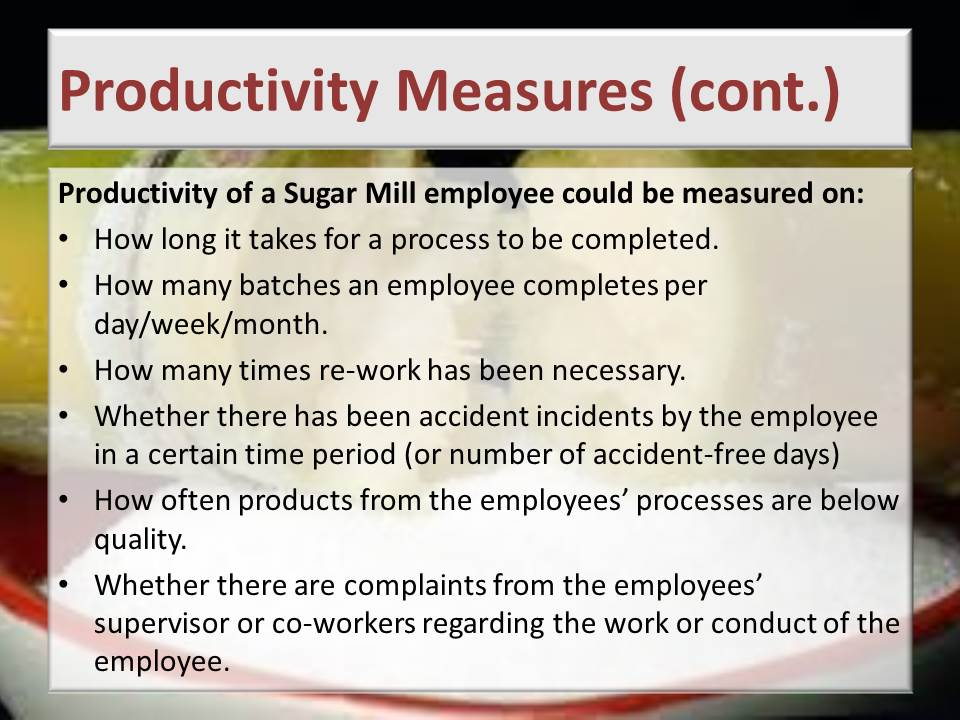 Productivity Measures (cont.)
Productivity of a Sugar Mill employee could be measured on:
• How long it takes for a process to be completed.
• How many batches an employee completes per
day/week/month.
• How many times re-work has been necessary.
• Whether there has been accident incidents by the employee
in a certain time period (or number of accident-free days)
• How often products from the employees’ processes are below
quality.
• Whether there are complaints from the employees’
supervisor or co-workers regarding the work or conduct of the
employee.